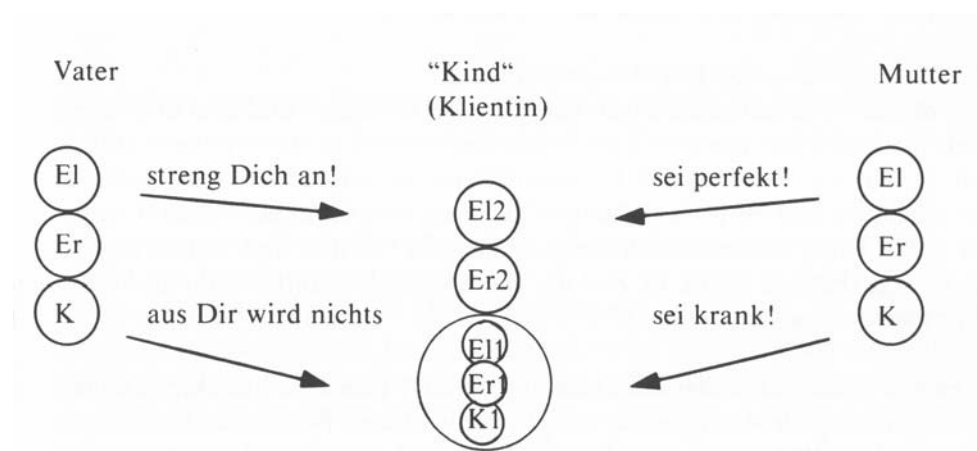 Vater
“Kind“
(Klientin)
Mutter
El
streng Dich an!
El2
sei perfekt!
El
Er
Er2
Er
K
aus Dir wird nichts
El1
Er1
K1
sei krank!
K